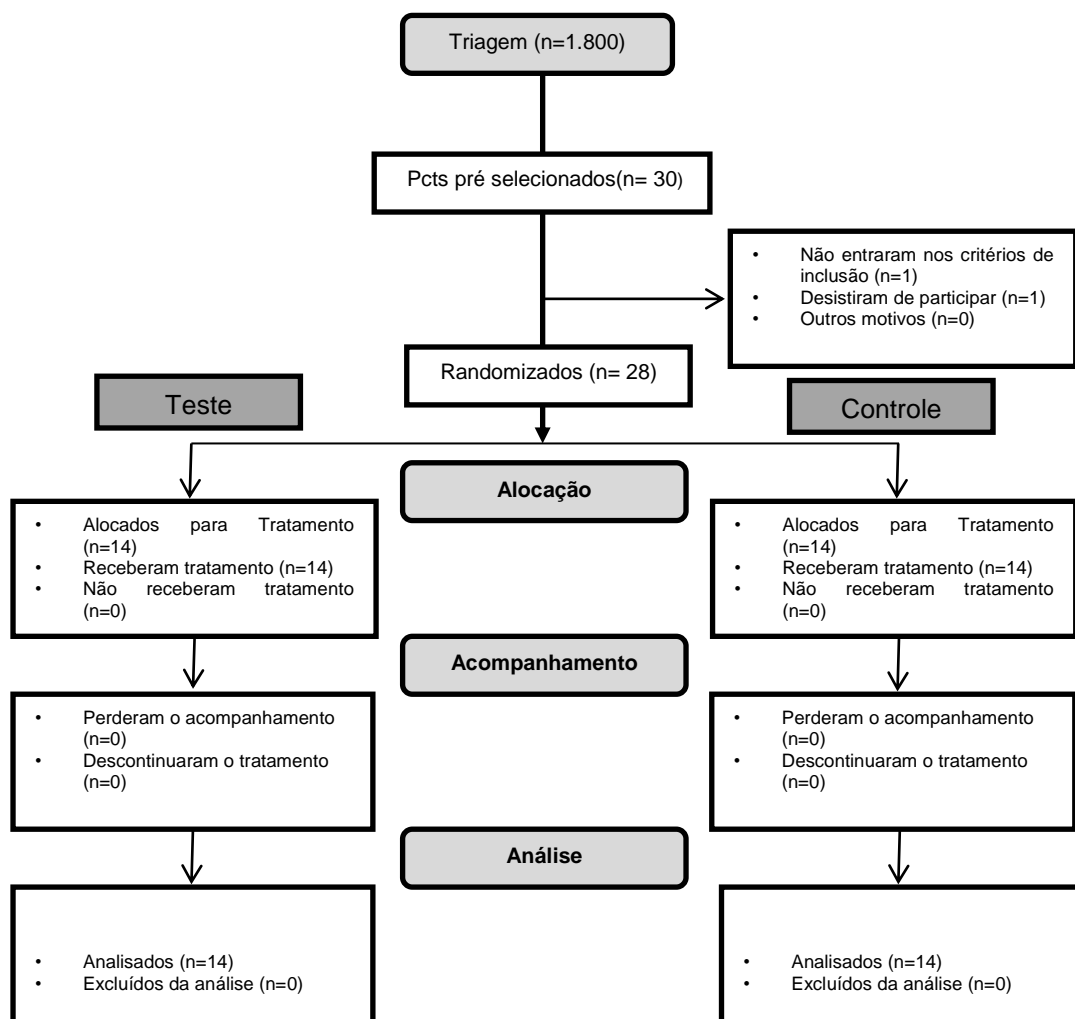 Triagem (n=1.800)
Pcts pré selecionados(n= 30)
• Não entraram nos critérios de
inclusão (n=1)
• Desistiram de participar (n=1)
• Outros motivos (n=0)
Randomizados (n= 28)
Teste
Controle
Alocação
• Alocados para Tratamento
(n=14)
• Receberam tratamento (n=14)
• Não receberam tratamento
(n=0)
• Alocados para Tratamento
(n=14)
• Receberam tratamento (n=14)
• Não receberam tratamento
(n=0)
Acompanhamento
• Perderam o acompanhamento
(n=0)
• Descontinuaram o tratamento
(n=0)
• Perderam o acompanhamento
(n=0)
• Descontinuaram o tratamento
(n=0)
Análise
• Analisados (n=14)
• Excluídos da análise (n=0)
• Analisados (n=14)
• Excluídos da análise (n=0)